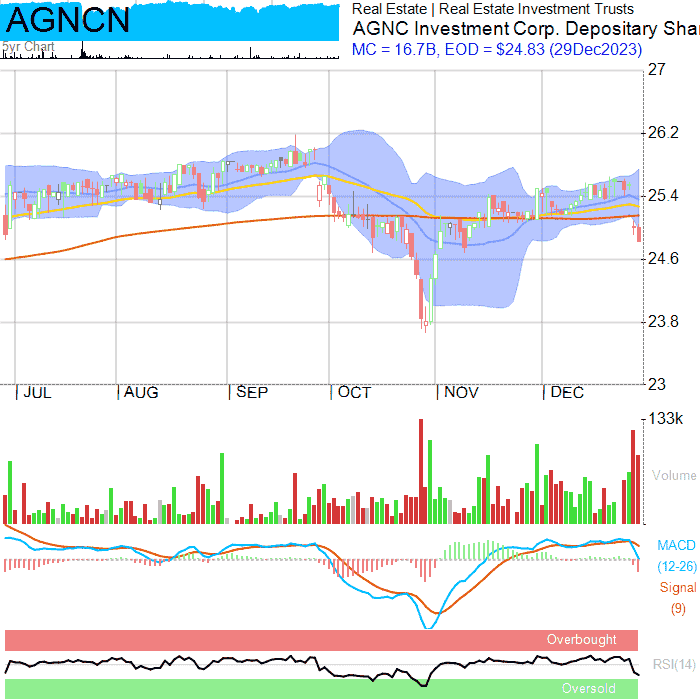 AGNCN
5yr Chart
Real Estate | Real Estate Investment Trusts
AGNC Investment Corp. Depositary Shar
MC = 16.7B, EOD = $24.83 (29Dec2023)
27
26.2
25.4
24.6
23.8
23
JUL
AUG
SEP
OCT
NOV
DEC
133k
Volume
MACD
(12-26)
Signal
(9)
Overbought
RSI(14)
Oversold